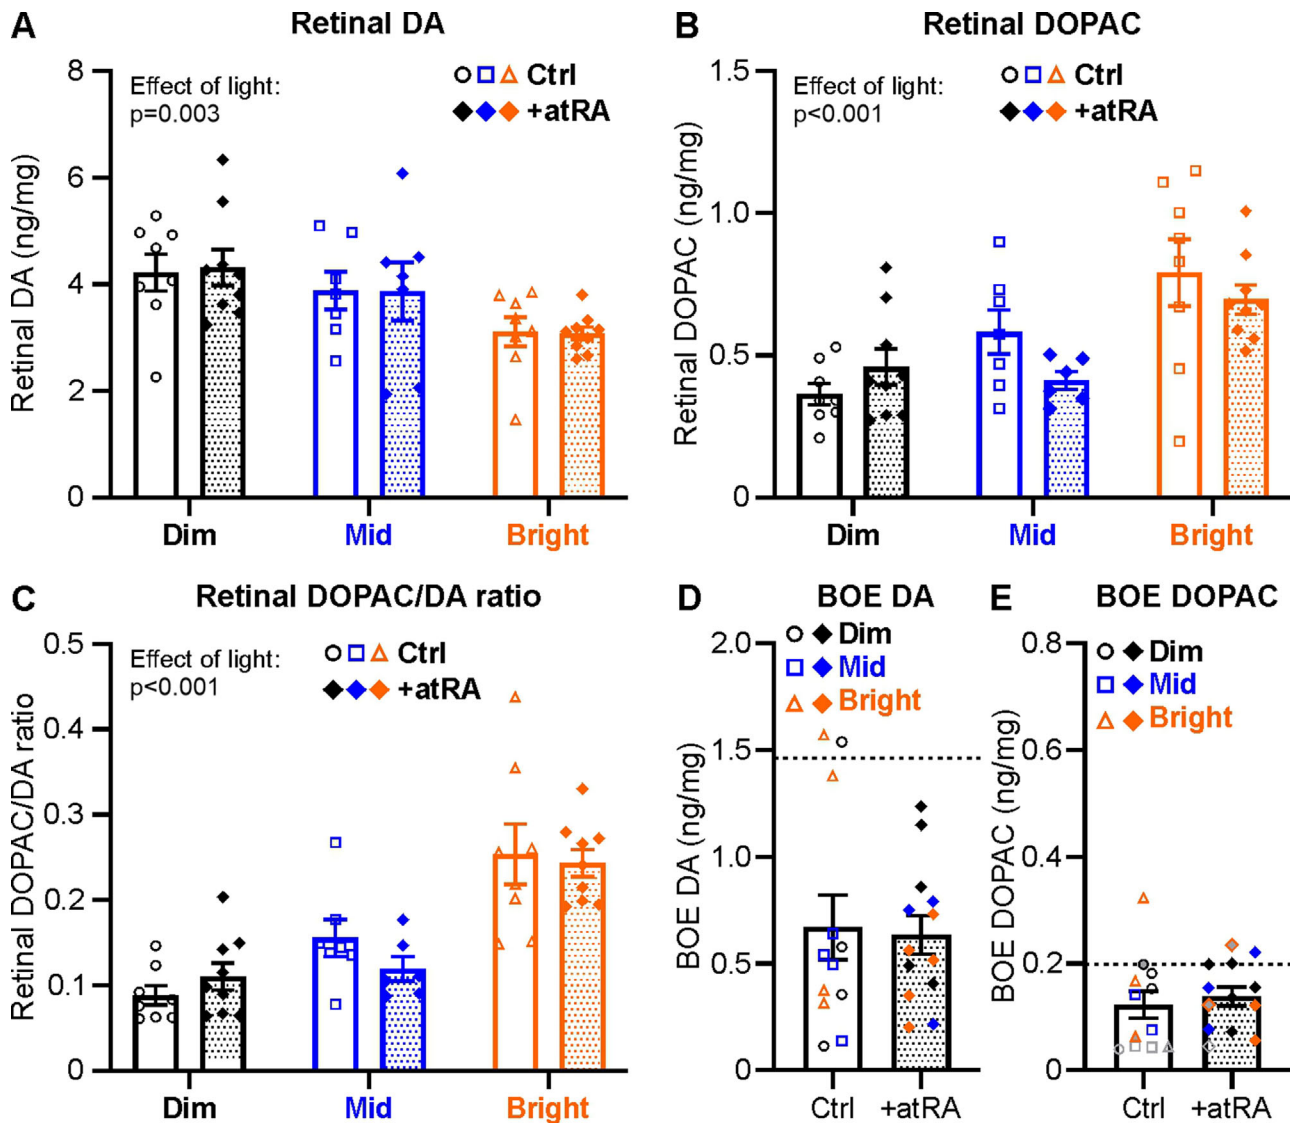 A
Retinal DA
Effect of light:
p=0.003
Ctrl
+atRA
Retinal DA (ng/mg)
8
6
4
2
0
Dim
Mid
Bright
B
Retinal DOPAC
Effect of light:
p<0.001
Ctrl
+atRA
Retinal DOPAC (ng/mg)
1.5
1.0
0.5
0
Dim
Mid
Bright
C
Retinal DOPAC/DA ratio
Effect of light:
p<0.001
Ctrl
+atRA
Retinal DOPAC/DA ratio
0.5
0.4
0.3
0.2
0.1
0
Dim
Mid
Bright
D
BOE DA
Dim
Mid
Bright
BOE DA (ng/mg)
2.0
1.5
1.0
0.5
0
Ctrl
+atRA
E
BOE DOPAC
Dim
Mid
Bright
BOE DOPAC (ng/mg)
0.8
0.6
0.4
0.2
0
Ctrl
+atRA